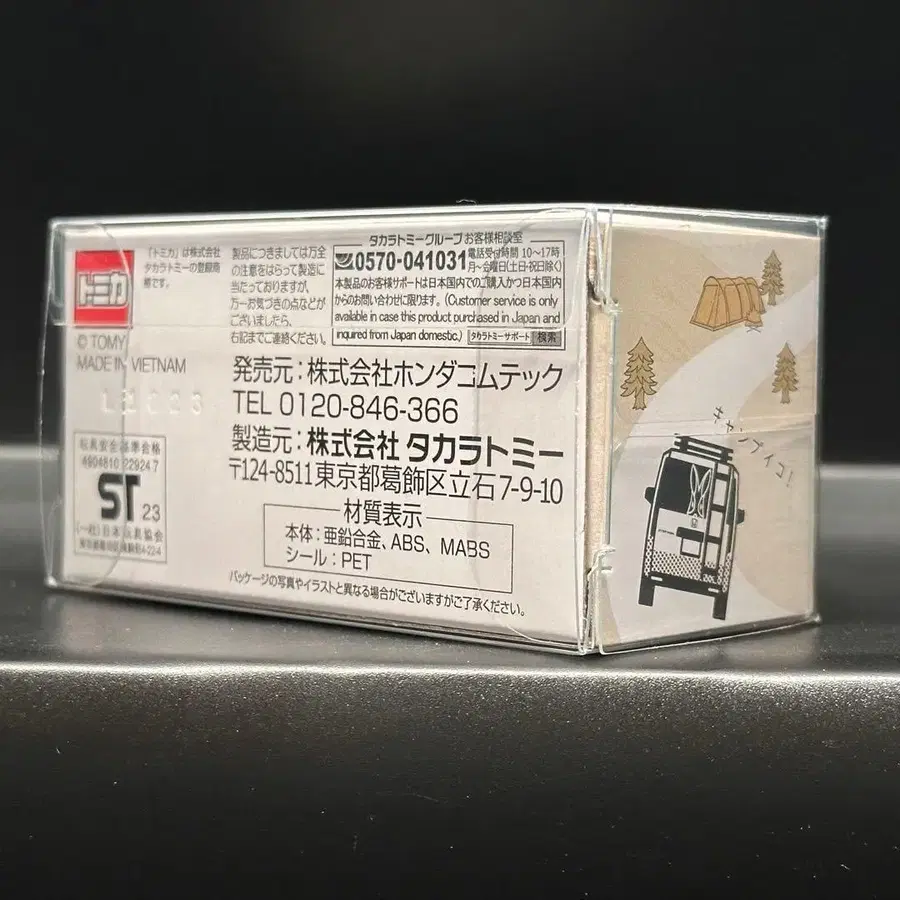 トミカ
「トミカ」は株式会社
タカラトミーの登録商
標です。
© TOMY
MADE IN VIETNAM
玩具安全基準合格
4904810 22924 7
ST 23
(一社)日本玩具協会
製品につきましては万全
の注意をはらって製造に
当たっておりますが、
万一お気づきの点などが
ございましたら、
右記までご連絡ください。
タカラトミーグループお客様相談室
0570-041031 電話受付時間 10〜17時
月〜金曜日(土日・祝日除く)
本製品のお客様サポートは日本国内でのご購入かつ日本国内
からのお問い合わせに限ります。(Customer service is only
available in case this product purchased in Japan and
inquired from Japan domestic.) タカラトミーサポート 検索
発売元：株式会社ホンダコムテック
TEL 0120-846-366
製造元：株式会社 タカラトミー
〒124-8511 東京都葛飾区立石 7-9-10
材質表示
本体：亜鉛合金、ABS、MABS
シール：PET
パッケージの写真やイラストと異なる場合がございますがご了承ください。
キャンプイコ！